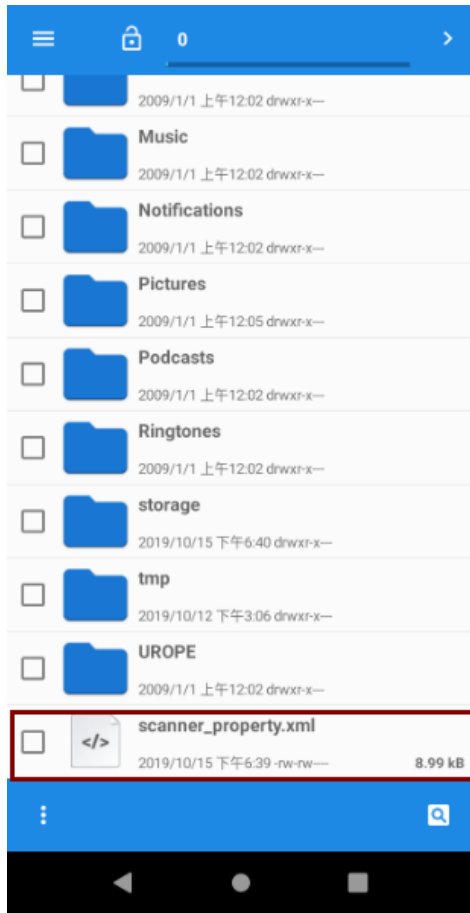 0
2009/1/1 上午12:02 drwxr-x---
Music
2009/1/1 上午12:02 drwxr-x---
Notifications
2009/1/1 上午12:02 drwxr-x---
Pictures
2009/1/1 上午12:05 drwxr-x---
Podcasts
2009/1/1 上午12:02 drwxr-x---
Ringtones
2009/1/1 上午12:02 drwxr-x---
storage
2019/10/15 下午6:40 drwxr-x---
tmp
2019/10/12 下午3:06 drwxr-x---
UROPE
2009/1/1 上午12:02 drwxr-x---
</> scanner_property.xml
2019/10/15 下午6:39 -rw-rw---- 8.99 kB